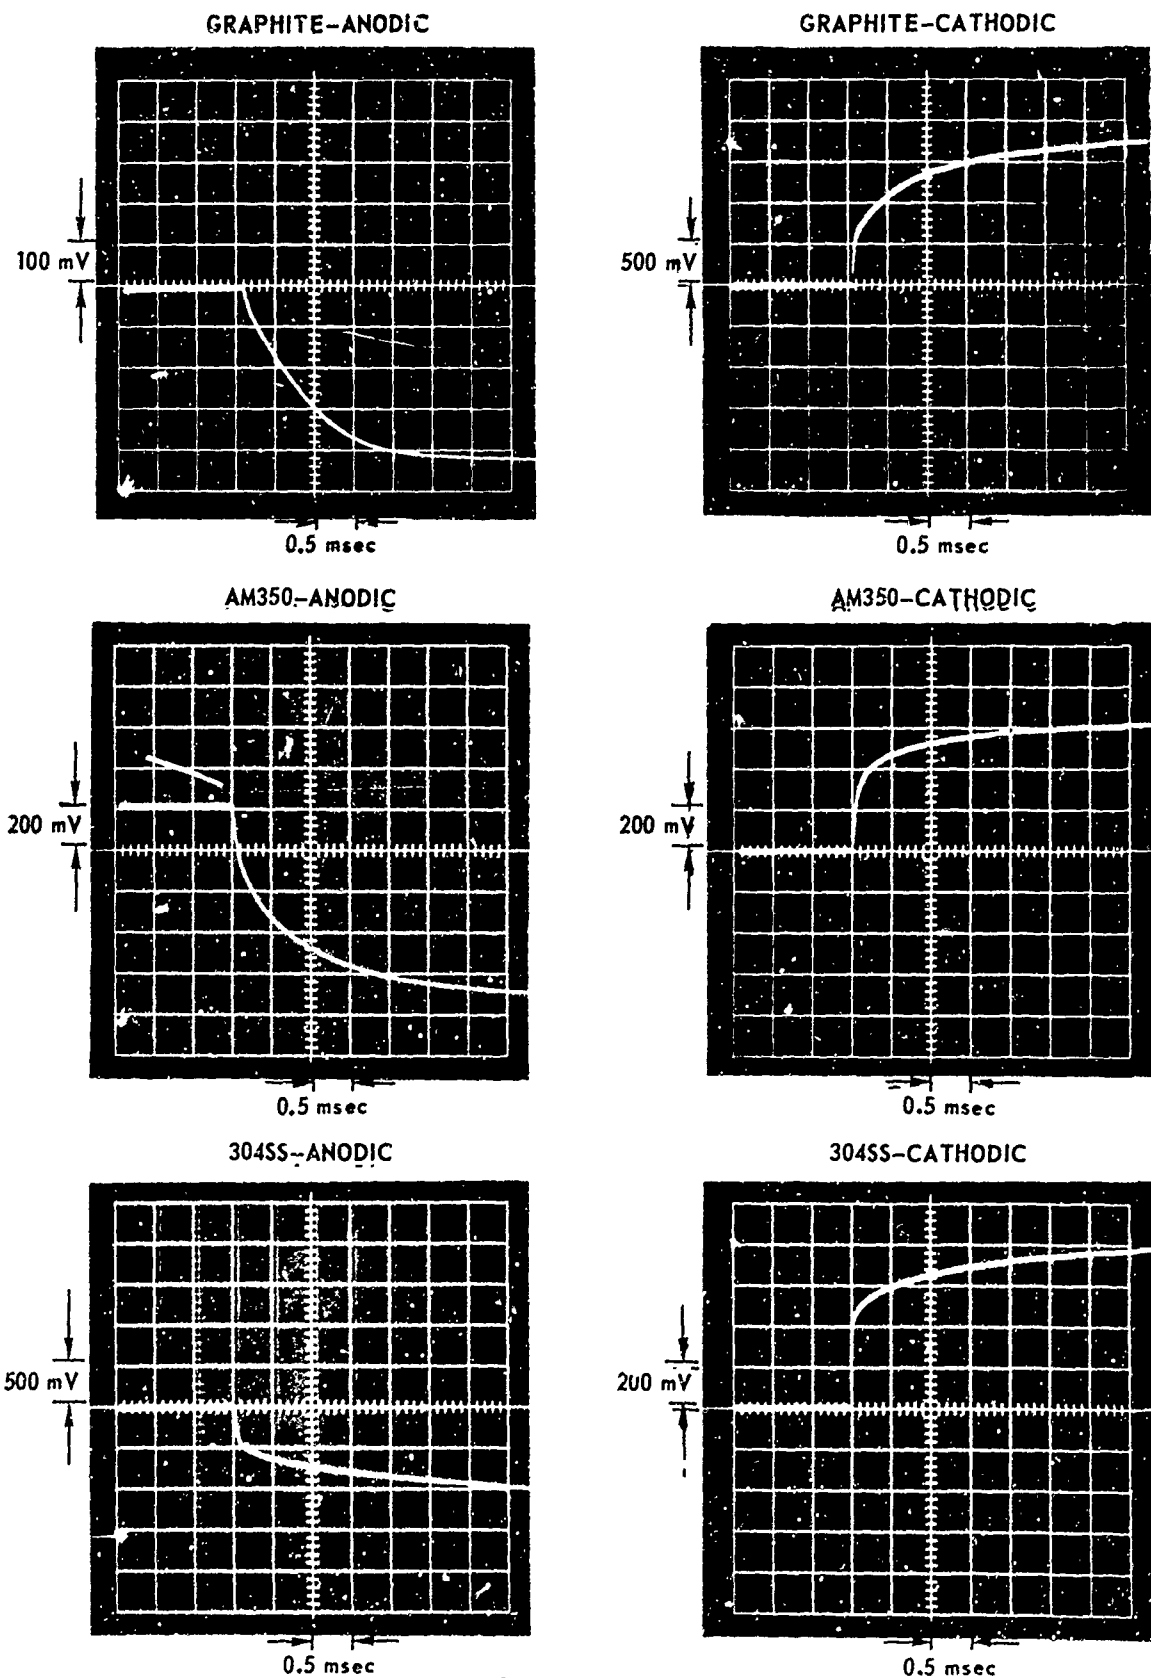 GRAPHITE-ANODIC
GRAPHITE-CATHODIC
100 mV
500 mV
0.5 msec
0.5 msec
AM350-ANODIC
AM350-CATHODIC
200 mV
200 mV
0.5 msec
0.5 msec
304SS-ANODIC
304SS-CATHODIC
500 mV
200 mV
0.5 msec
0.5 msec